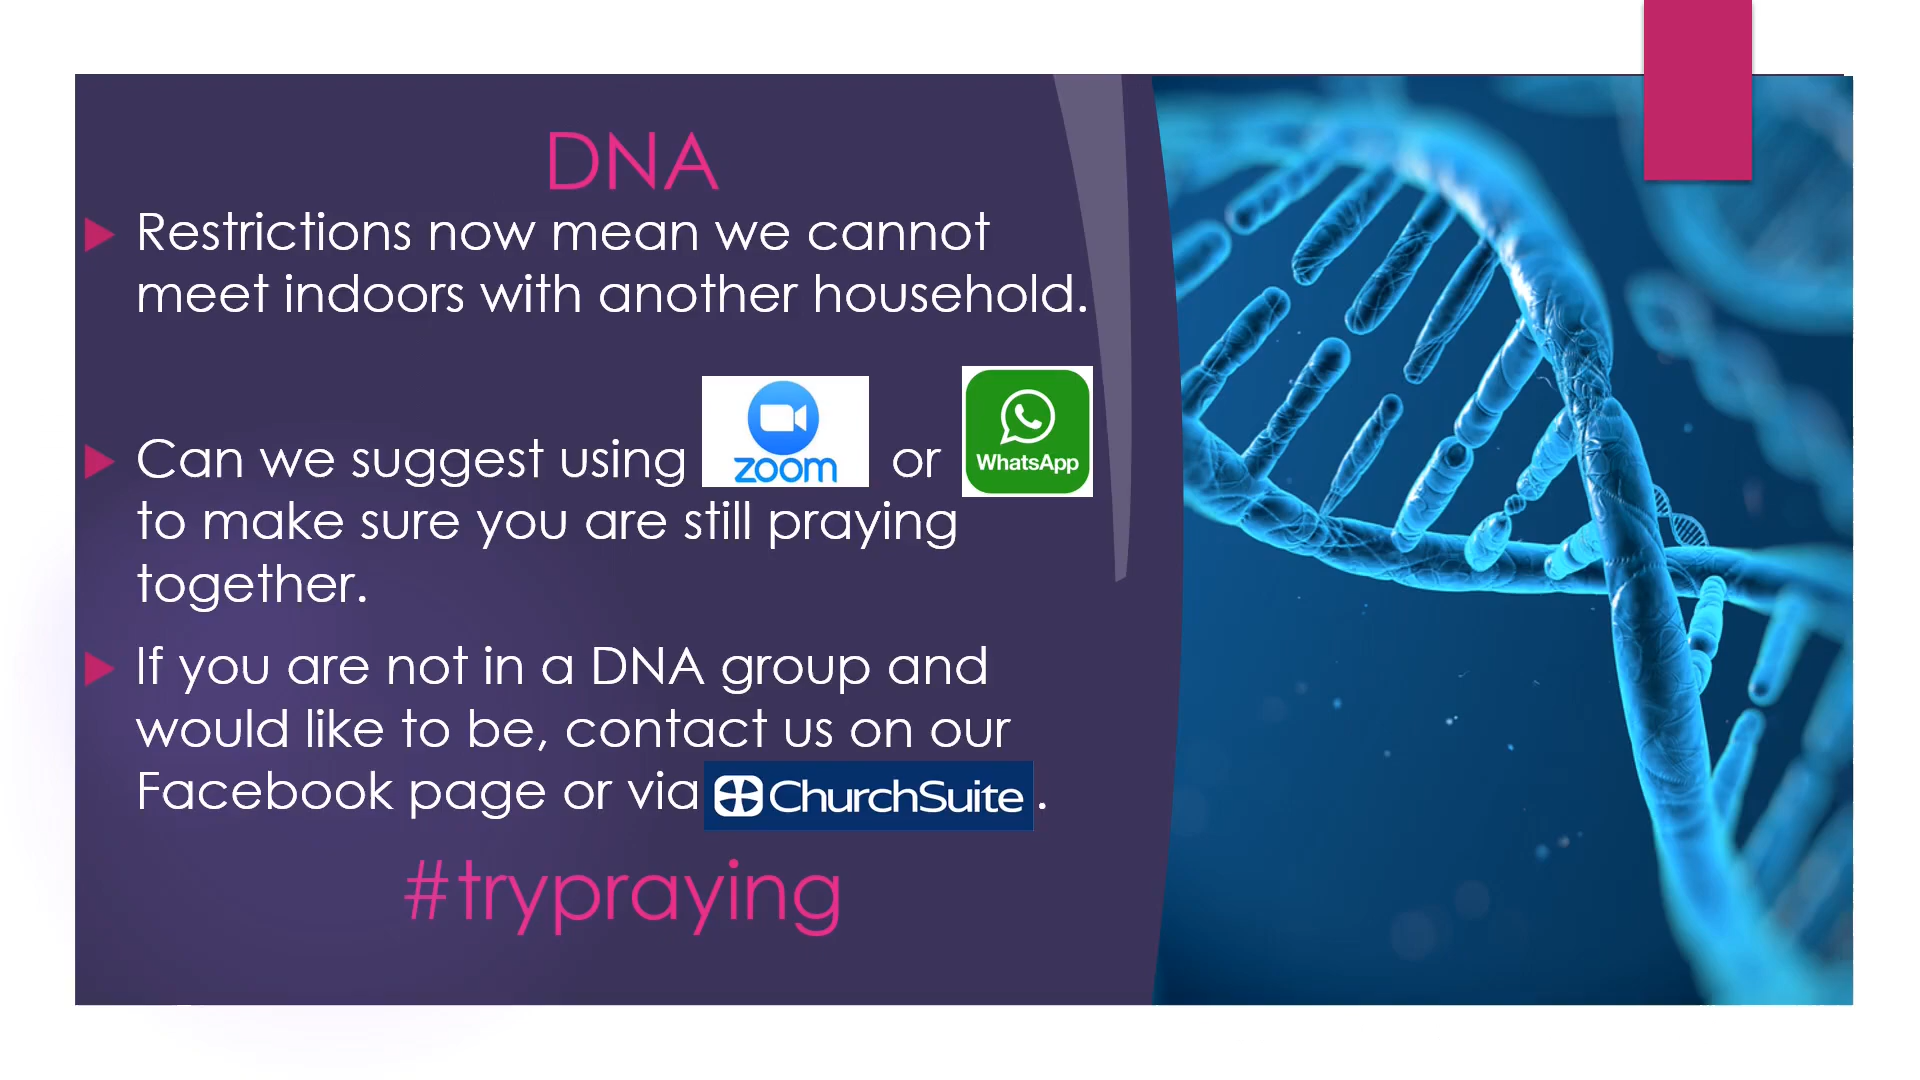 DNA
Restrictions now mean we cannot
meet indoors with another household.
Can we suggest using zoom or WhatsApp
to make sure you are still praying
together.
If you are not in a DNA group and
would like to be, contact us on our
Facebook page or via ChurchSuite .
#trypraying